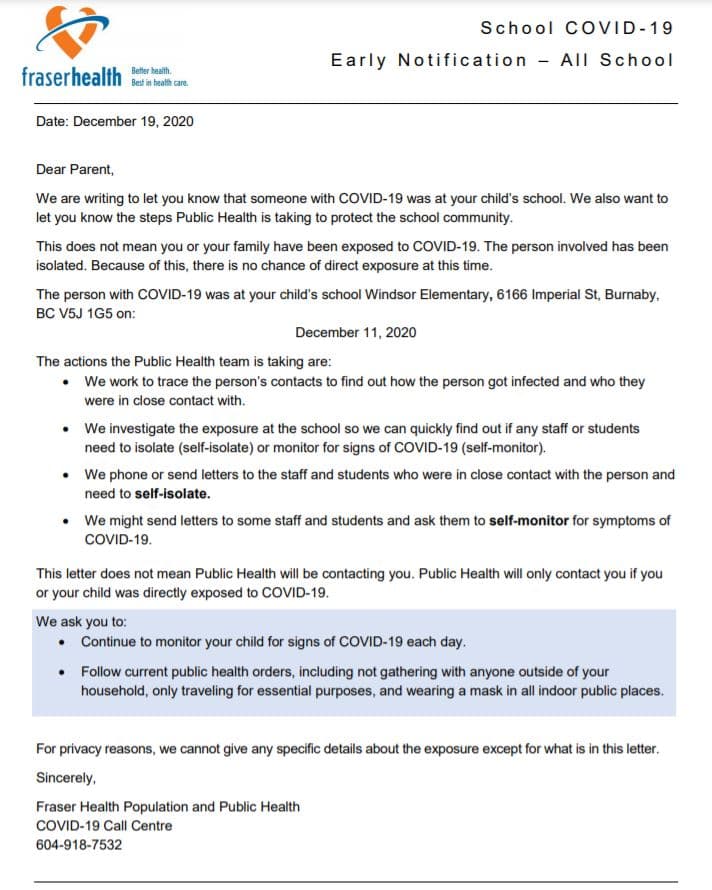 School COVID-19
Early Notification – All School
fraserhealth
Better health.
Best in health care.
Date: December 19, 2020
Dear Parent,
We are writing to let you know that someone with COVID-19 was at your child's school. We also want to
let you know the steps Public Health is taking to protect the school community.
This does not mean you or your family have been exposed to COVID-19. The person involved has been
isolated. Because of this, there is no chance of direct exposure at this time.
The person with COVID-19 was at your child's school Windsor Elementary, 6166 Imperial St, Burnaby,
BC V5J 1G5 on:
December 11, 2020
The actions the Public Health team is taking are:
• We work to trace the person's contacts to find out how the person got infected and who they
were in close contact with.
• We investigate the exposure at the school so we can quickly find out if any staff or students
need to isolate (self-isolate) or monitor for signs of COVID-19 (self-monitor).
• We phone or send letters to the staff and students who were in close contact with the person and
need to self-isolate.
• We might send letters to some staff and students and ask them to self-monitor for symptoms of
COVID-19.
This letter does not mean Public Health will be contacting you. Public Health will only contact you if you
or your child was directly exposed to COVID-19.
We ask you to:
• Continue to monitor your child for signs of COVID-19 each day.
• Follow current public health orders, including not gathering with anyone outside of your
household, only traveling for essential purposes, and wearing a mask in all indoor public places.
For privacy reasons, we cannot give any specific details about the exposure except for what is in this letter.
Sincerely,
Fraser Health Population and Public Health
COVID-19 Call Centre
604-918-7532